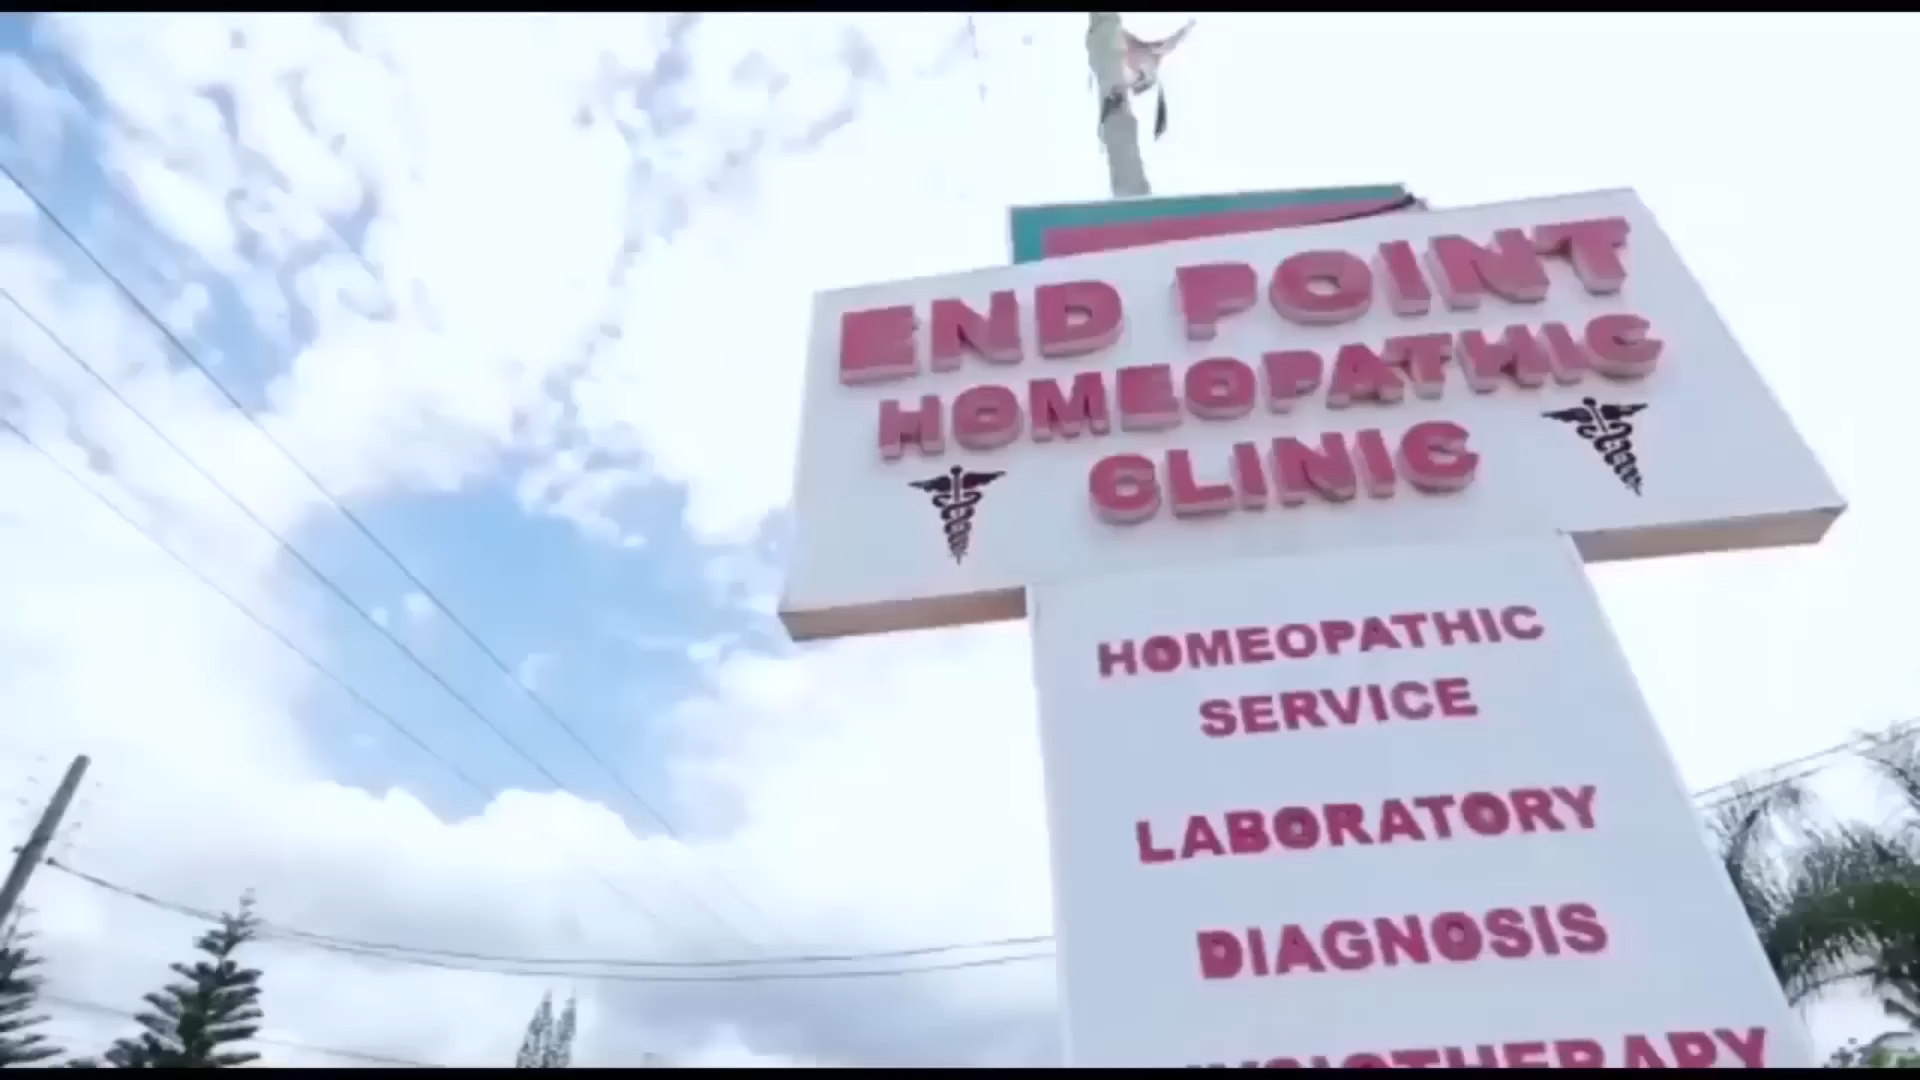 END POINT
HOMEOPATHIC
CLINIC
HOMEOPATHIC
SERVICE
LABORATORY
DIAGNOSIS